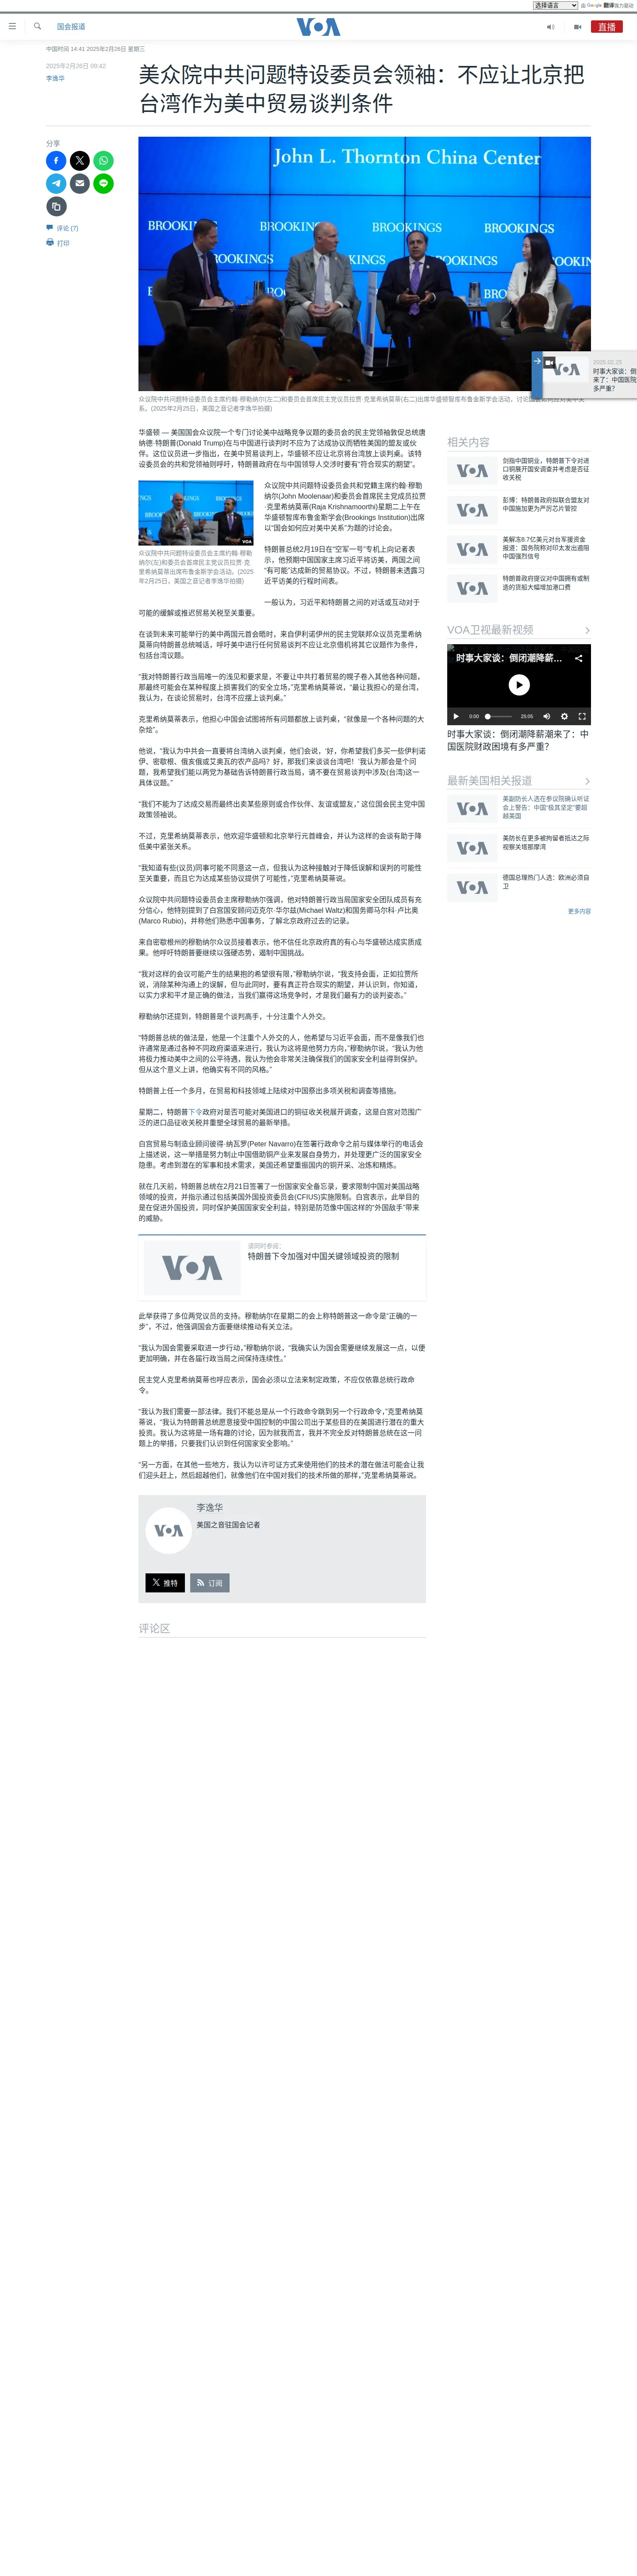 选择语言
由 Google 翻译强力驱动
国会报道
VOA
直播
中国时间 14:41 2025年2月26日 星期三
2025年2月26日 09:42
李逸华
美众院中共问题特设委员会领袖：不应让北京把
台湾作为美中贸易谈判条件
分享
评论 (7)
打印
John L. Thornton China Center
BROOKINGS
BROOKINGS
BROOKINGS
BROOKINGS
众议院中共问题特设委员会主席约翰·穆勒纳尔(左二)和委员会首席民主党议员拉贾·克里希纳莫蒂(右二)出席华盛顿智库布鲁金斯学会活动，讨论国会如何应对美中关
系。(2025年2月25日，美国之音记者李逸华拍摄)
2025.02.25
时事大家谈：倒
来了：中国医院
多严重？
华盛顿 — 美国国会众议院一个专门讨论美中战略竞争议题的委员会的民主党领袖敦促总统唐
纳德·特朗普(Donald Trump)在与中国进行谈判时不应为了达成协议而牺牲美国的盟友或伙
伴。这位议员进一步指出，在美中贸易谈判上，华盛顿不应让北京将台湾放上谈判桌。该特
设委员会的共和党领袖则呼吁，特朗普政府在与中国领导人交涉时要有“符合现实的期望”。
VOA
众议院中共问题特设委员会主席约翰·穆勒
纳尔(左)和委员会首席民主党议员拉贾·克
里希纳莫蒂出席布鲁金斯学会活动。(2025
年2月25日，美国之音记者李逸华拍摄)
众议院中共问题特设委员会共和党籍主席约翰·穆勒
纳尔(John Moolenaar)和委员会首席民主党成员拉贾
·克里希纳莫蒂(Raja Krishnamoorthi)星期二上午在
华盛顿智库布鲁金斯学会(Brookings Institution)出席
以“国会如何应对美中关系”为题的讨论会。
特朗普总统2月19日在“空军一号”专机上向记者表
示，他预期中国国家主席习近平将访美，两国之间
“有可能”达成新的贸易协议。不过，特朗普未透露习
近平访美的行程时间表。
一般认为，习近平和特朗普之间的对话或互动对于
可能的缓解或推迟贸易关税至关重要。
在谈到未来可能举行的美中两国元首会晤时，来自伊利诺伊州的民主党联邦众议员克里希纳
莫蒂向特朗普总统喊话，呼吁美中进行任何贸易谈判不应让北京借机将其它议题作为条件，
包括台湾议题。
“我对特朗普行政当局唯一的浅见和要求是，不要让中共打着贸易的幌子卷入其他各种问题，
那最终可能会在某种程度上损害我们的安全立场，”克里希纳莫蒂说，“最让我担心的是台湾，
我认为，在谈论贸易时，台湾不应摆上谈判桌。”
克里希纳莫蒂表示，他担心中国会试图将所有问题都放上谈判桌，“就像是一个各种问题的大
杂烩”。
他说，“我认为中共会一直要将台湾纳入谈判桌，他们会说，‘好，你希望我们多买一些伊利诺
伊、密歇根、俄亥俄或艾奥瓦的农产品吗？好，那我们来谈谈台湾吧！’我认为那会是个问
题，我希望我们能以两党为基础告诉特朗普行政当局，请不要在贸易谈判中涉及(台湾)这一
具体议题。”
“我们不能为了达成交易而最终出卖某些原则或合作伙伴、友谊或盟友，” 这位国会民主党中国
政策领袖说。
不过，克里希纳莫蒂表示，他欢迎华盛顿和北京举行元首峰会，并认为这样的会谈有助于降
低美中紧张关系。
“我知道有些(议员)同事可能不同意这一点，但我认为这种接触对于降低误解和误判的可能性
至关重要，而且它为达成某些协议提供了可能性，”克里希纳莫蒂说。
众议院中共问题特设委员会主席穆勒纳尔强调，他对特朗普行政当局国家安全团队成员有充
分信心，他特别提到了白宫国安顾问迈克尔·华尔兹(Michael Waltz)和国务卿马尔科·卢比奥
(Marco Rubio)，并称他们熟悉中国事务，了解北京政府过去的记录。
来自密歇根州的穆勒纳尔众议员接着表示，他不信任北京政府真的有心与华盛顿达成实质成
果。他呼吁特朗普要继续以强硬态势，遏制中国挑战。
“我对这样的会议可能产生的结果抱的希望很有限，”穆勒纳尔说，“我支持会面，正如拉贾所
说，消除某种沟通上的误解，但与此同时，要有真正符合现实的期望，并认识到，你知道，
以实力求和平才是正确的做法，当我们赢得这场竞争时，才是我们最有力的谈判姿态。”
穆勒纳尔还提到，特朗普是个谈判高手，十分注重个人外交。
“特朗普总统的做法是，他是一个注重个人外交的人，他希望与习近平会面，而不是像我们也
许通常是通过各种不同政府渠道来进行，我认为这将是他努力方向，”穆勒纳尔说，“我认为他
将极力推动美中之间的公平待遇，我认为他会非常关注确保我们的国家安全利益得到保护。
但从这个意义上讲，他确实有不同的风格。”
特朗普上任一个多月，在贸易和科技领域上陆续对中国祭出多项关税和调查等措施。
星期二，特朗普下令政府对是否可能对美国进口的铜征收关税展开调查，这是白宫对范围广
泛的进口品征收关税并重塑全球贸易的最新举措。
白宫贸易与制造业顾问彼得·纳瓦罗(Peter Navarro)在签署行政命令之前与媒体举行的电话会
上描述说，这一举措是努力制止中国借助铜产业来发展自身势力，并处理更广泛的国家安全
隐患。考虑到潜在的军事和技术需求，美国还希望重振国内的铜开采、冶炼和精炼。
就在几天前，特朗普总统在2月21日签署了一份国家安全备忘录，要求限制中国对美国战略
领域的投资，并指示通过包括美国外国投资委员会(CFIUS)实施限制。白宫表示，此举目的
是在促进外国投资，同时保护美国国家安全利益，特别是防范像中国这样的“外国敌手”带来
的威胁。
请同时参阅：
特朗普下令加强对中国关键领域投资的限制
此举获得了多位两党议员的支持。穆勒纳尔在星期二的会上称特朗普这一命令是“正确的一
步”，不过，他强调国会方面要继续推动有关立法。
“我认为国会需要采取进一步行动，”穆勒纳尔说，“我确实认为国会需要继续发展这一点，以便
更加明确，并在各届行政当局之间保持连续性。”
民主党人克里希纳莫蒂也呼应表示，国会必须以立法来制定政策，不应仅依靠总统行政命
令。
“我认为我们需要一部法律。我们不能总是从一个行政命令跳到另一个行政命令，”克里希纳莫
蒂说，“我认为特朗普总统愿意接受中国控制的中国公司出于某些目的在美国进行潜在的重大
投资。我认为这将是一场有趣的讨论，因为就我而言，我并不完全反对特朗普总统在这一问
题上的举措，只要我们认识到任何国家安全影响。”
“另一方面，在其他一些地方，我认为以许可证方式来使用他们的技术的潜在做法可能会让我
们迎头赶上，然后超越他们，就像他们在中国对我们的技术所做的那样，”克里希纳莫蒂说。
李逸华
美国之音驻国会记者
推特
订阅
评论区
相关内容
剑指中国铜业，特朗普下令对进
口铜展开国安调查并考虑是否征
收关税
彭博：特朗普政府拟联合盟友对
中国施加更为严厉芯片管控
美解冻8.7亿美元对台军援资金
报道：国务院称对印太发出遏阻
中国强烈信号
特朗普政府提议对中国拥有或制
造的货船大幅增加港口费
VOA卫视最新视频
时事大家谈：倒闭潮降薪…
0:00
25:05
时事大家谈：倒闭潮降薪潮来了：中
国医院财政困境有多严重？
最新美国相关报道
美副防长人选在参议院确认听证
会上警告：中国“极其坚定”要超
越美国
美防长在更多被拘留者抵达之际
视察关塔那摩湾
德国总理热门人选：欧洲必须自
卫
更多内容